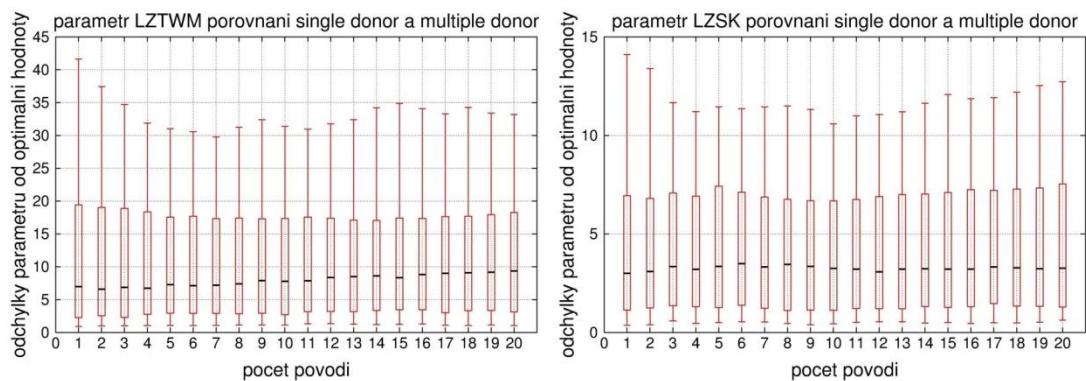 parametr LZTWM porovnani single donor a multiple donor
odchylky parametru od optimalni hodnoty
45
40
35
30
25
20
15
10
5
0
0 1 2 3 4 5 6 7 8 9 10 11 12 13 14 15 16 17 18 19 20
pocet povodi
parametr LZSK porovnani single donor a multiple donor
odchylky parametru od optimalni hodnoty
15
10
5
0
0 1 2 3 4 5 6 7 8 9 10 11 12 13 14 15 16 17 18 19 20
pocet povodi